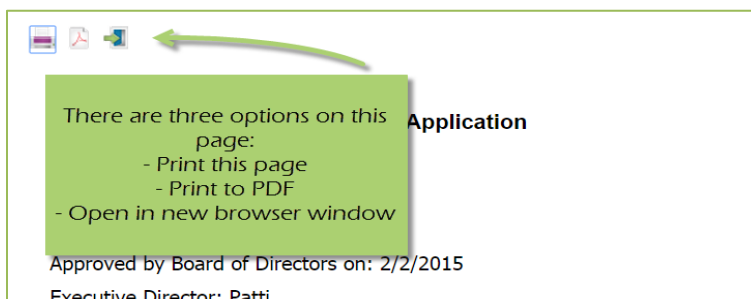 There are three options on this
page:
- Print this page
- Print to PDF
- Open in new browser window
Application
Approved by Board of Directors on: 2/2/2015
Executive Director: Patti